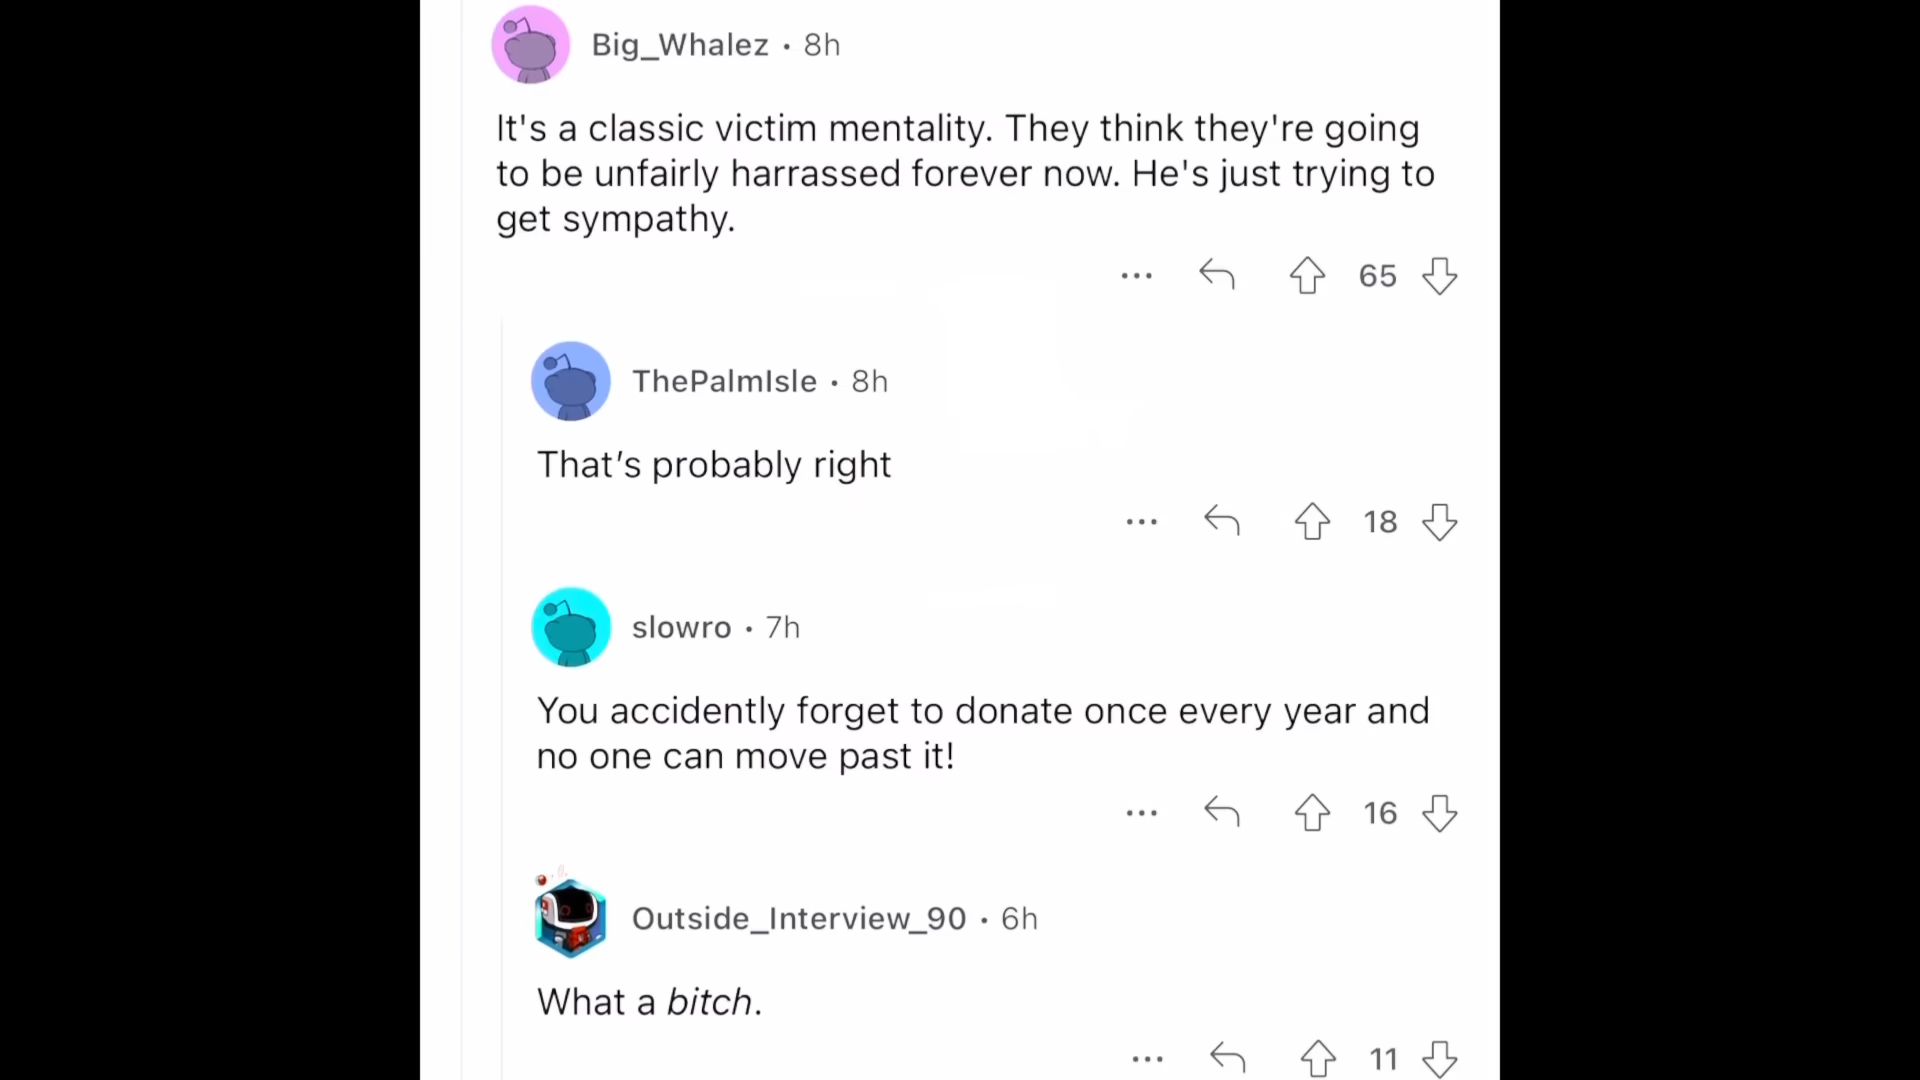 Big_Whalez • 8h
It's a classic victim mentality. They think they're going
to be unfairly harrassed forever now. He's just trying to
get sympathy.
65
ThePalmIsle • 8h
That’s probably right
18
slowro • 7h
You accidently forget to donate once every year and
no one can move past it!
16
Outside_Interview_90 • 6h
What a bitch.
11